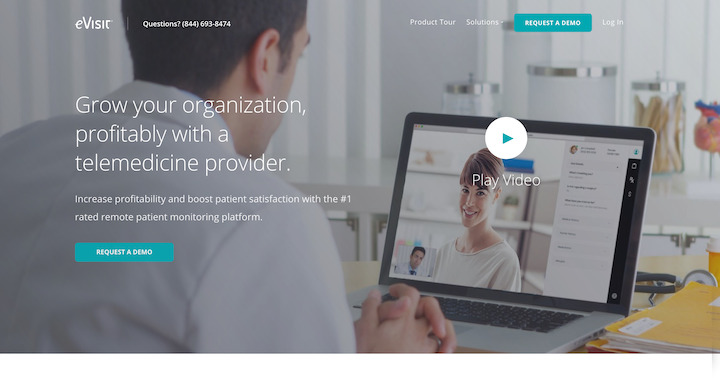 eVisit
Questions? (844) 693-8474
Product Tour
Solutions
REQUEST A DEMO
Log In
Grow your organization,
profitably with a
telemedicine provider.
Increase profitability and boost patient satisfaction with the #1
rated remote patient monitoring platform.
REQUEST A DEMO
Play Video